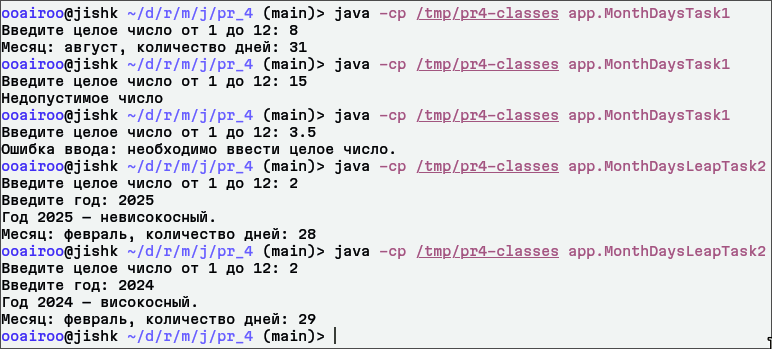 ooairoo@jishk ~/d/r/m/j/pr_4 (main)> java -cp /tmp/pr4-classes app.MonthDaysTask1
Введите целое число от 1 до 12: 8
Месяц: август, количество дней: 31
ooairoo@jishk ~/d/r/m/j/pr_4 (main)> java -cp /tmp/pr4-classes app.MonthDaysTask1
Введите целое число от 1 до 12: 15
Недопустимое число
ooairoo@jishk ~/d/r/m/j/pr_4 (main)> java -cp /tmp/pr4-classes app.MonthDaysTask1
Введите целое число от 1 до 12: 3.5
Ошибка ввода: необходимо ввести целое число.
ooairoo@jishk ~/d/r/m/j/pr_4 (main)> java -cp /tmp/pr4-classes app.MonthDaysLeapTask2
Введите целое число от 1 до 12: 2
Введите год: 2025
Год 2025 — невисокосный.
Месяц: февраль, количество дней: 28
ooairoo@jishk ~/d/r/m/j/pr_4 (main)> java -cp /tmp/pr4-classes app.MonthDaysLeapTask2
Введите целое число от 1 до 12: 2
Введите год: 2024
Год 2024 — високосный.
Месяц: февраль, количество дней: 29
ooairoo@jishk ~/d/r/m/j/pr_4 (main)>